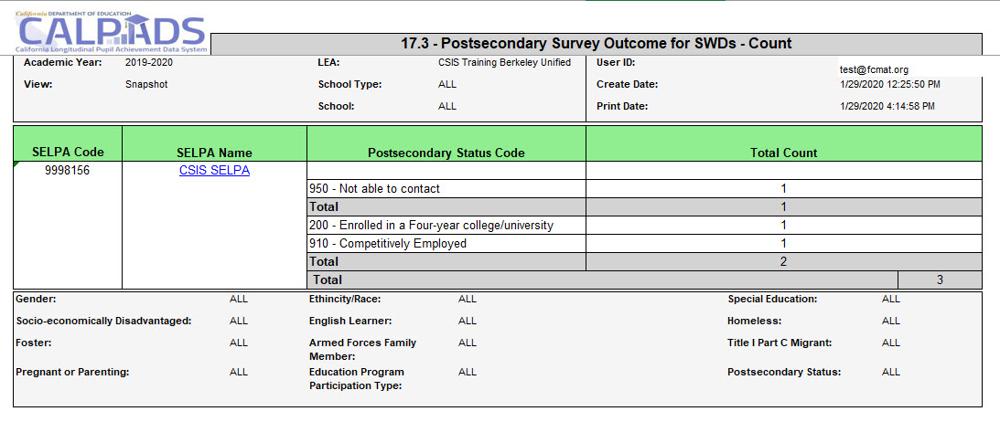 California DEPARTMENT OF EDUCATION
CALPADS
California Longitudinal Pupil Achievement Data System
17.3 - Postsecondary Survey Outcome for SWDs - Count
Academic Year: 2019-2020 LEA: CSIS Training Berkeley Unified User ID: test@fcmat.org
View: Snapshot School Type: ALL Create Date: 1/29/2020 12:25:50 PM
School: ALL Print Date: 1/29/2020 4:14:58 PM
SELPA Code SELPA Name Postsecondary Status Code Total Count
9998156 CSIS SELPA
950 - Not able to contact 1
Total 1
200 - Enrolled in a Four-year college/university 1
910 - Competitively Employed 1
Total 2
Total 3
Gender: ALL Ethincity/Race: ALL Special Education: ALL
Socio-economically Disadvantaged: ALL English Learner: ALL Homeless: ALL
Foster: ALL Armed Forces Family ALL Title I Part C Migrant: ALL
Member:
Pregnant or Parenting: ALL Education Program ALL Postsecondary Status: ALL
Participation Type: